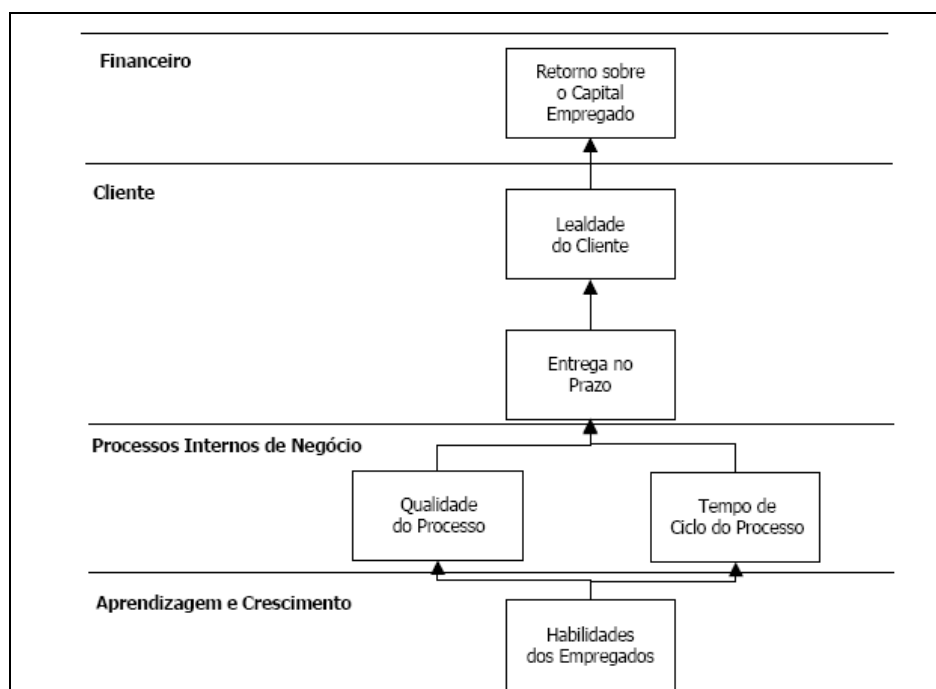 Financeiro
Retorno sobre
o Capital
Empregado
Cliente
Lealdade
do Cliente
Entrega no
Prazo
Processos Internos de Negócio
Qualidade
do Processo
Tempo de
Ciclo do Processo
Aprendizagem e Crescimento
Habilidades
dos Empregados